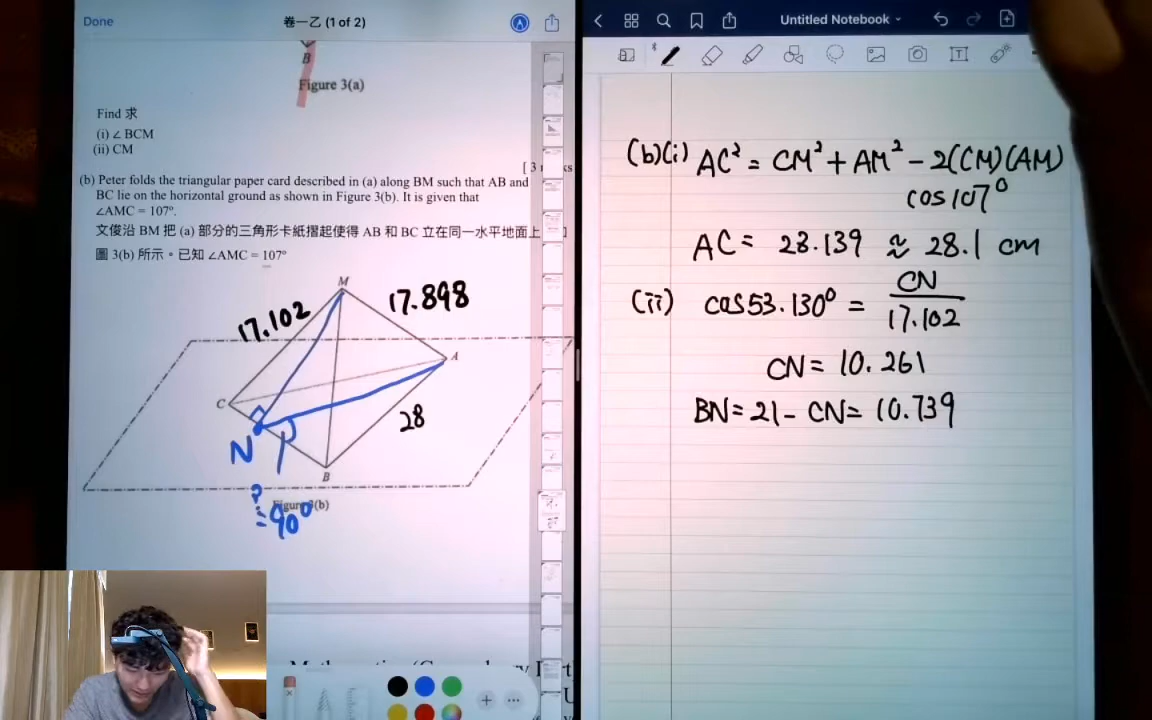 Done
卷一乙 (1 of 2)
B
Figure 3(a)
Find 求
(i) ∠ BCM
(ii) CM
[ 3
(b) Peter folds the triangular paper card described in (a) along BM such that AB and
BC lie on the horizontal ground as shown in Figure 3(b). It is given that
∠AMC = 107°.
文俊沿 BM 把 (a) 部分的三角形卡紙摺起使得 AB 和 BC 立在同一水平地面上
圖 3(b) 所示。已知 ∠AMC = 107°
M
17.102
17.898
A
C
28
N
B
Figure 3(b)
?
= 90°
Untitled Notebook
(b)(i) AC² = CM² + AM² - 2(CM)(AM)
cos 107°
AC = 28.139 ≈ 28.1 cm
(ii) cos 53.130° = CN
17.102
CN = 10.261
BN = 21 - CN = 10.739